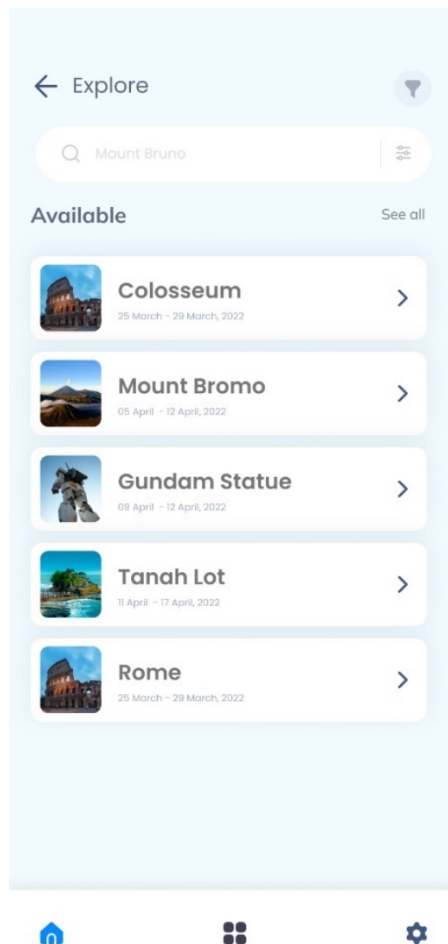 Explore
Mount Bruno
Available
See all
Colosseum
25 March - 29 March, 2022
Mount Bromo
05 April - 12 April, 2022
Gundam Statue
09 April - 12 April, 2022
Tanah Lot
11 April - 17 April, 2022
Rome
25 March - 29 March, 2022